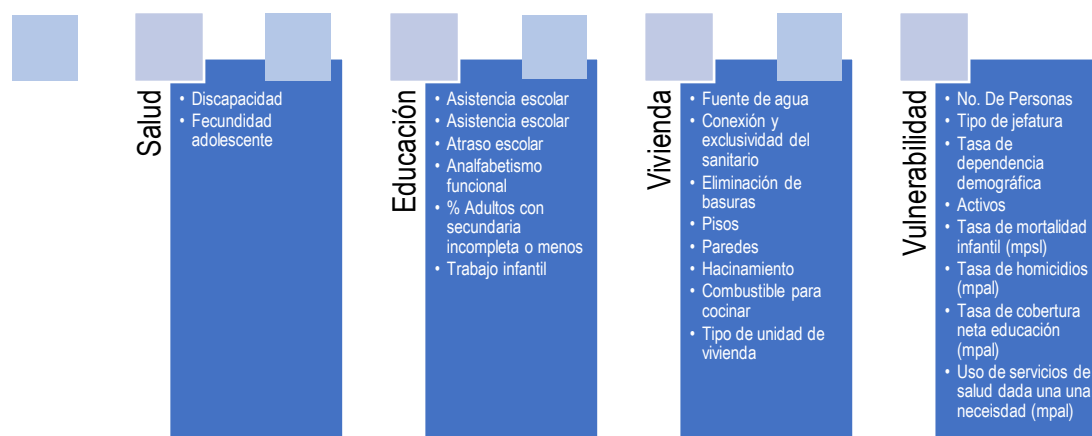 Salud
• Discapacidad
• Fecundidad
adolescente
Educación
• Asistencia escolar
• Asistencia escolar
• Atraso escolar
• Analfabetismo
funcional
• % Adultos con
secundaria
incompleta o menos
• Trabajo infantil
Vivienda
• Fuente de agua
• Conexión y
exclusividad del
sanitario
• Eliminación de
basuras
• Pisos
• Paredes
• Hacinamiento
• Combustible para
cocinar
• Tipo de unidad de
vivienda
Vulnerabilidad
• No. De Personas
• Tipo de jefatura
• Tasa de
dependencia
demográfica
• Activos
• Tasa de mortalidad
infantil (mpsl)
• Tasa de homicidios
(mpal)
• Tasa de cobertura
neta educación
(mpal)
• Uso de servicios de
salud dada una una
neceisdad (mpal)